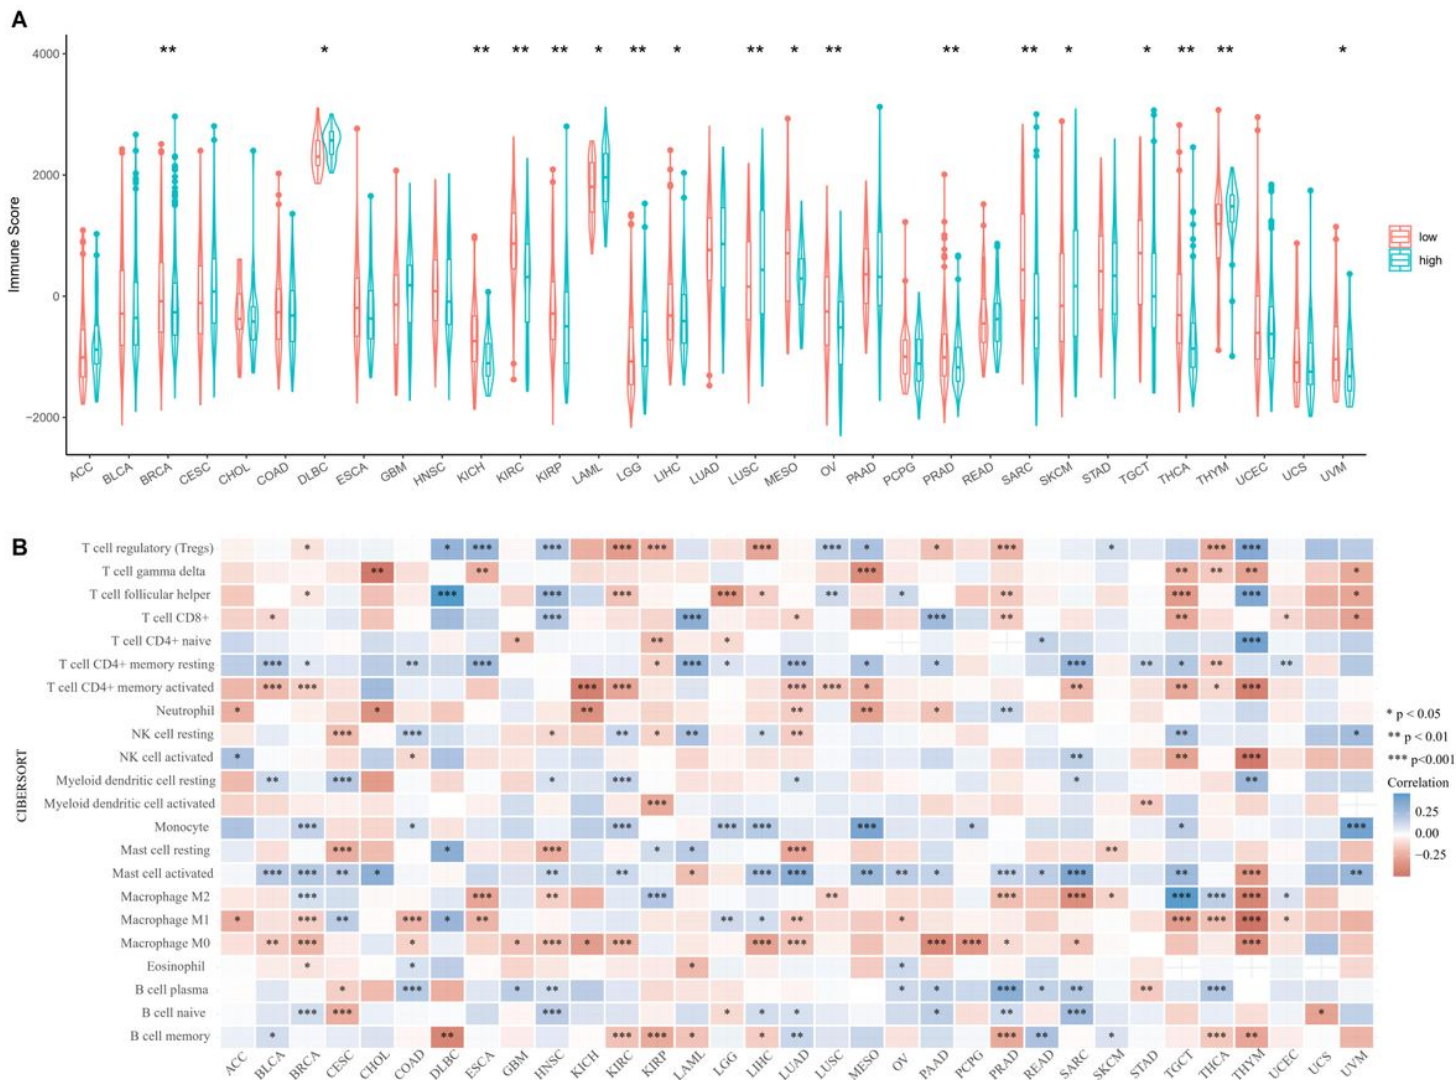 A
** * ** ** ** * ** * ** * ** ** ** * * ** ** *
4000
2000
0
−2000
Immune Score
low
high
ACC BLCA BRCA CESC CHOL COAD DLBC ESCA GBM HNSC KICH KIRC KIRP LAML LGG LIHC LUAD LUSC MESO OV PAAD PCPG PRAD READ SARC SKCM STAD TGCT THCA THYM UCEC UCS UVM
B
CIBERSORT
T cell regulatory (Tregs) * * *** *** *** *** *** *** * * *** * *** ***
T cell gamma delta ** ** *** ** ** ** *
T cell follicular helper * *** *** *** *** * ** * ** *** *** *
T cell CD8+ * *** *** * *** ** ** * *
T cell CD4+ naive * ** * * ***
T cell CD4+ memory resting *** * ** *** * *** * *** * * *** ** * ** **
T cell CD4+ memory activated *** *** *** *** *** *** * ** ** * ***
Neutrophil * * ** ** ** * **
NK cell resting *** *** * ** * ** * ** ** *
NK cell activated * * ** ** ***
Myeloid dendritic cell resting ** *** * *** * * **
Myeloid dendritic cell activated *** **
Monocyte *** * *** *** *** *** * * ***
Mast cell resting *** * *** * * *** **
Mast cell activated *** *** ** * ** ** * *** *** ** ** * *** * *** ** *** **
Macrophage M2 *** *** ** *** ** *** *** * *** *** *** *
Macrophage M1 * *** ** *** * ** ** * ** * *** *** *** *
Macrophage M0 ** *** * * *** * *** *** *** *** *** * * ***
Eosinophil * * * *
B cell plasma * *** * ** * * *** * ** ** ***
B cell naive *** *** *** * * * * ** *** *
B cell memory * ** *** *** * * ** *** ** * *** **
ACC BLCA BRCA CESC CHOL COAD DLBC ESCA GBM HNSC KICH KIRC KIRP LAML LGG LIHC LUAD LUSC MESO OV PAAD PCPG PRAD READ SARC SKCM STAD TGCT THCA THYM UCEC UCS UVM
* p < 0.05
** p < 0.01
*** p<0.001
Correlation
0.25
0.00
−0.25